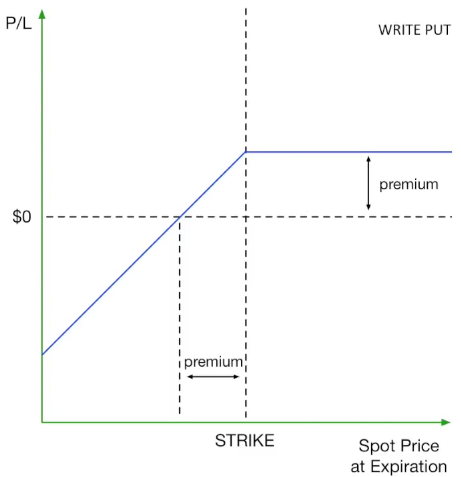 P/L
WRITE PUT
premium
$0
premium
STRIKE
Spot Price
at Expiration